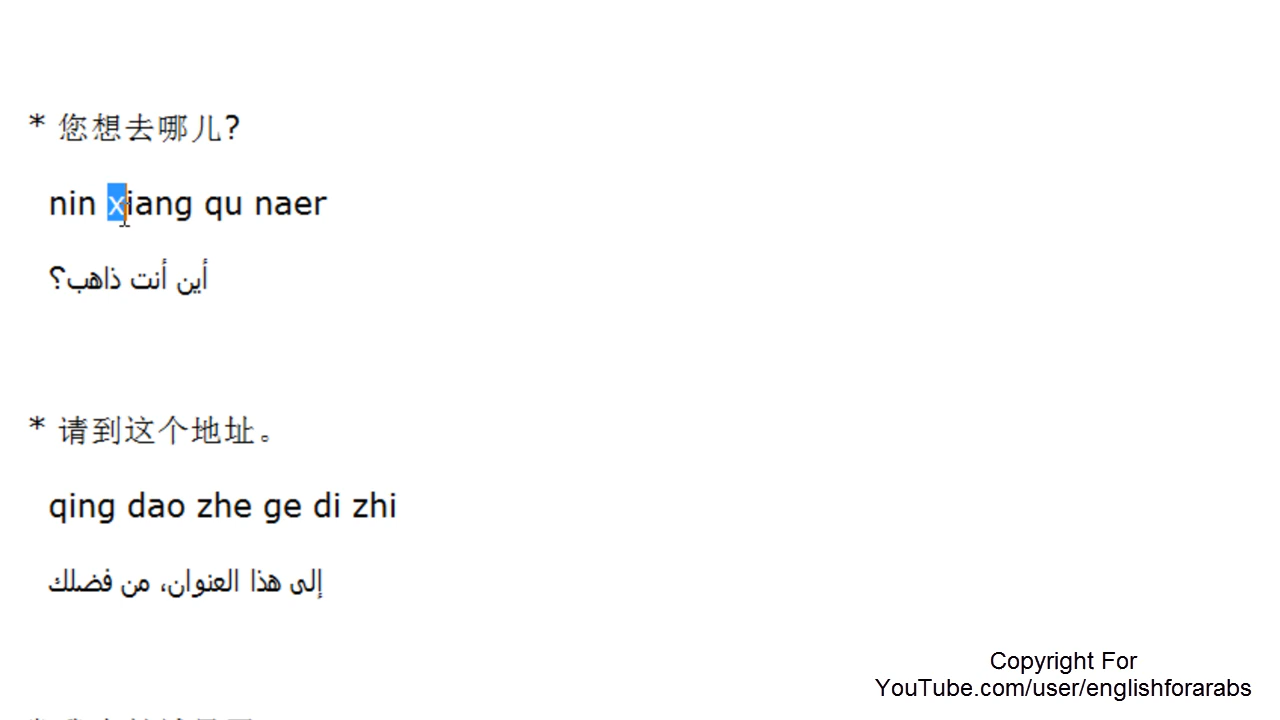 * 您想去哪儿?
nin xiang qu naer
أين أنت ذاهب؟
* 请到这个地址。
qing dao zhe ge di zhi
إلى هذا العنوان، من فضلك
Copyright For
YouTube.com/user/englishforarabs